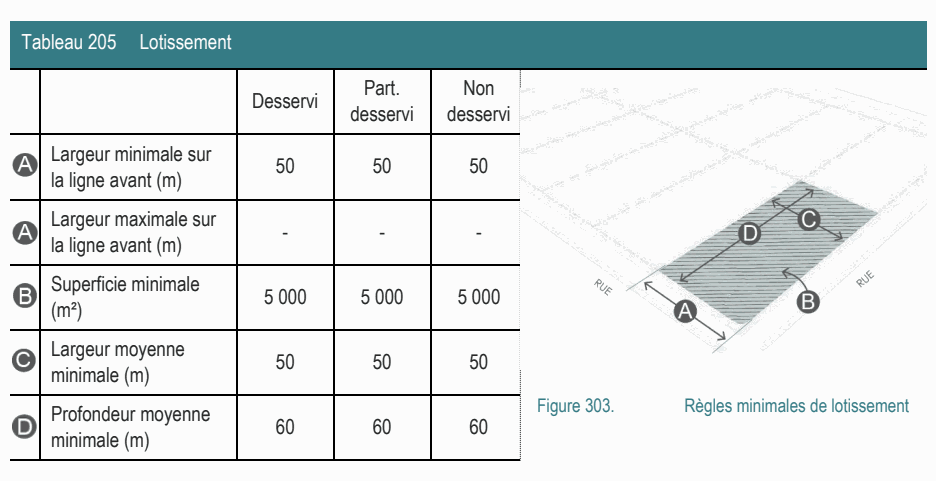 Tableau 205 Lotissement
Desservi
Part.
desservi
Non
desservi
A Largeur minimale sur
la ligne avant (m)
50 50 50
A Largeur maximale sur
la ligne avant (m)
- - -
B Superficie minimale
(m²)
5 000 5 000 5 000
C Largeur moyenne
minimale (m)
50 50 50
D Profondeur moyenne
minimale (m)
60 60 60
C
D
RUE
RUE
A
B
Figure 303. Règles minimales de lotissement